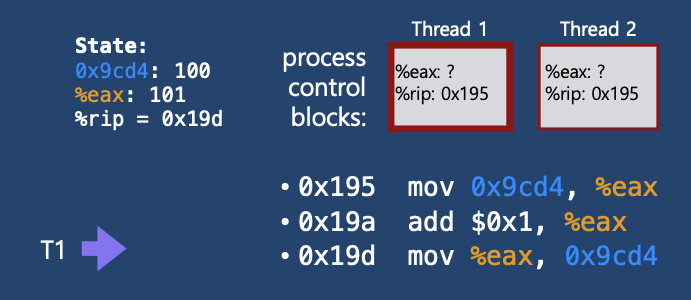 State:
0x9cd4: 100
%eax: 101
%rip = 0x19d
process
control
blocks:
Thread 1
%eax: ?
%rip: 0x195
Thread 2
%eax: ?
%rip: 0x195
• 0x195 mov 0x9cd4, %eax
• 0x19a add $0x1, %eax
• 0x19d mov %eax, 0x9cd4
T1